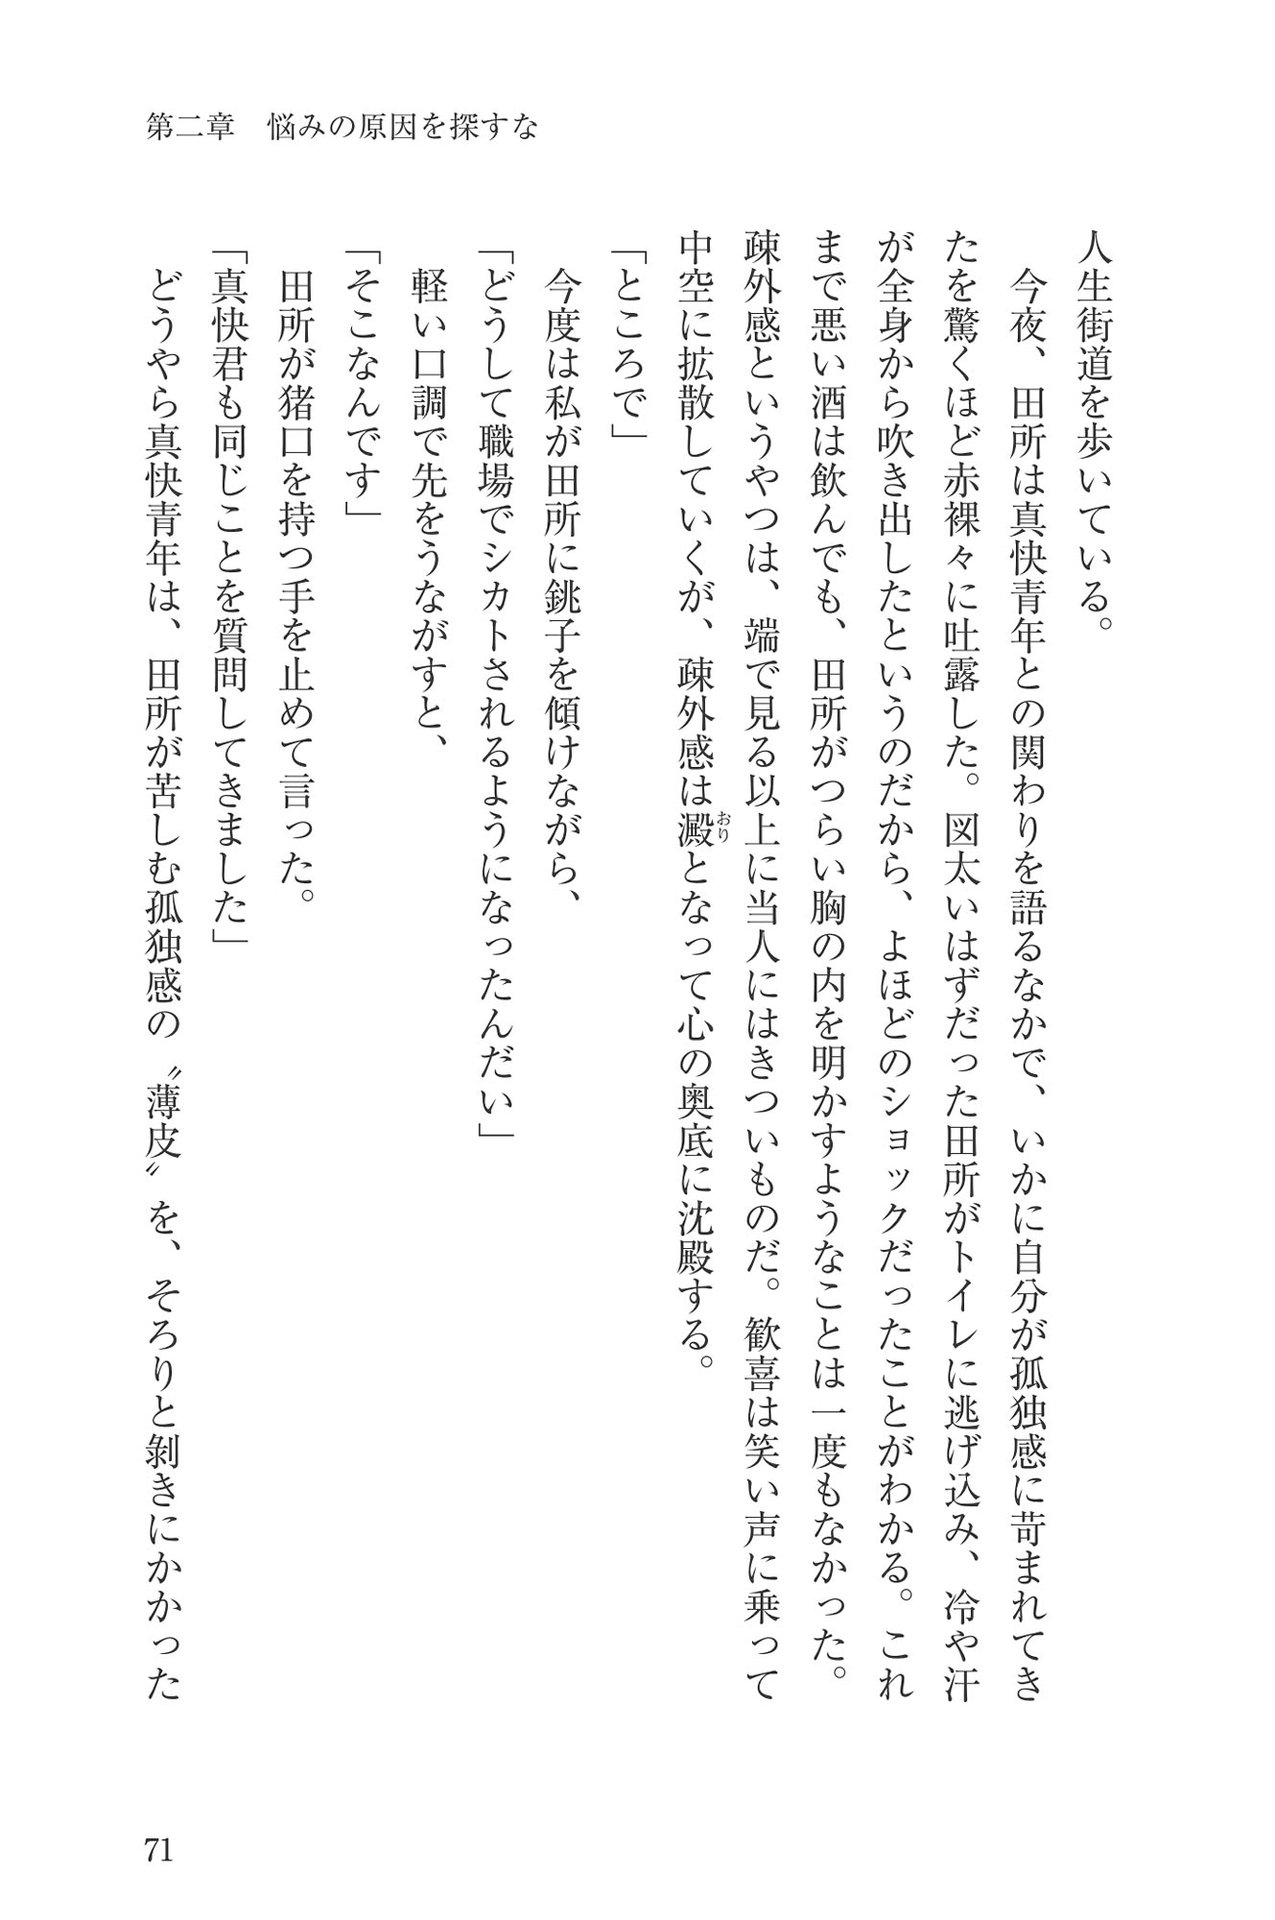 第二章　悩みの原因を探すな
人生街道を歩いている。
　今夜、田所は真快青年との関わりを語るなかで、いかに自分が孤独感に苛まれてき
たを驚くほど赤裸々に吐露した。図太いはずだった田所がトイレに逃げ込み、冷や汗
が全身から吹き出したというのだから、よほどのショックだったことがわかる。これ
まで悪い酒は飲んでも、田所がつらい胸の内を明かすようなことは一度もなかった。
疎外感というやつは、端で見る以上に当人にはきついものだ。歓喜は笑い声に乗って
中空に拡散していくが、疎外感は澱おりとなって心の奥底に沈殿する。
「ところで」
　今度は私が田所に銚子を傾けながら、
「どうして職場でシカトされるようになったんだい」
　軽い口調で先をうながすと、
「そこなんです」
　田所が猪口を持つ手を止めて言った。
「真快君も同じことを質問してきました」
　どうやら真快青年は、田所が苦しむ孤独感の〝薄皮〟を、そろりと剝きにかかった
71